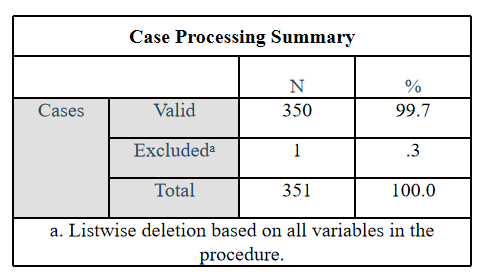 Case Processing Summary
N %
Cases Valid 350 99.7
Excludedᵃ 1 .3
Total 351 100.0
a. Listwise deletion based on all variables in the
procedure.